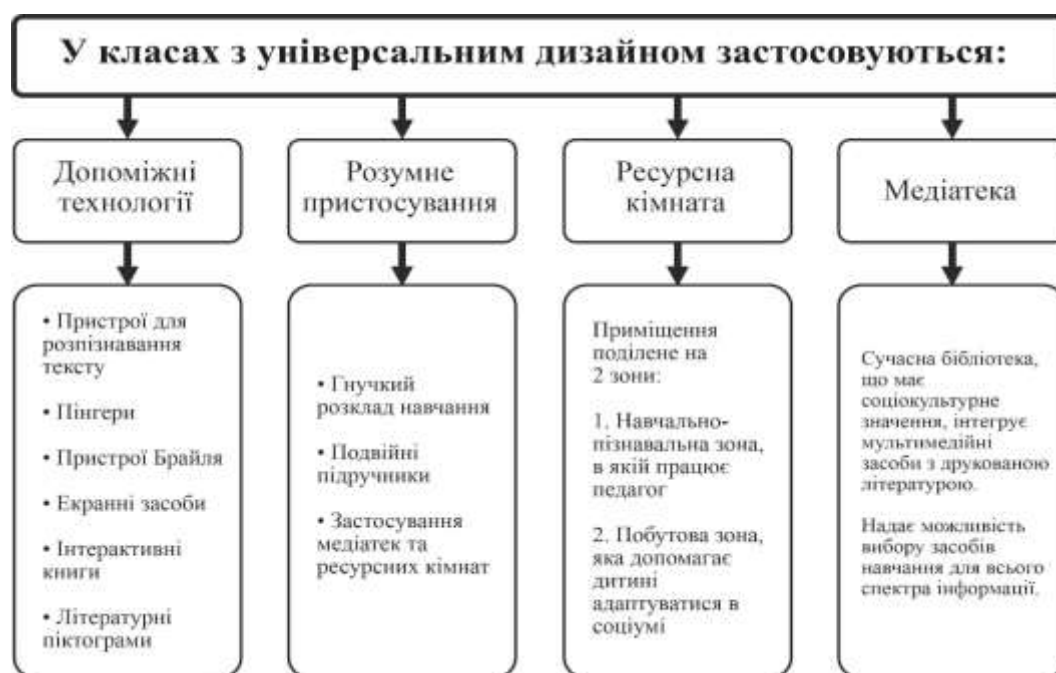 У класах з універсальним дизайном застосовуються:
Допоміжні
технології
Розумне
пристосування
Ресурсна
кімната
Медіатека
• Пристрої для
розпізнавання
тексту
• Пінгери
• Пристрої Брайля
• Екранні засоби
• Інтерактивні
книги
• Літературні
піктограми
• Гнучкий
розклад навчання
• Подвійні
підручники
• Застосування
медіатек та
ресурсних кімнат
Приміщення
поділене на
2 зони:
1. Навчально-
пізнавальна зона,
в якій працює
педагог
2. Побутова зона,
яка допомагає
дитині
адаптуватися в
соціумі
Сучасна бібліотека,
що має
соціокультурне
значення, інтегрує
мультимедійні
засоби з друкованою
літературою.
Надає можливість
вибору засобів
навчання для всього
спектра інформації.